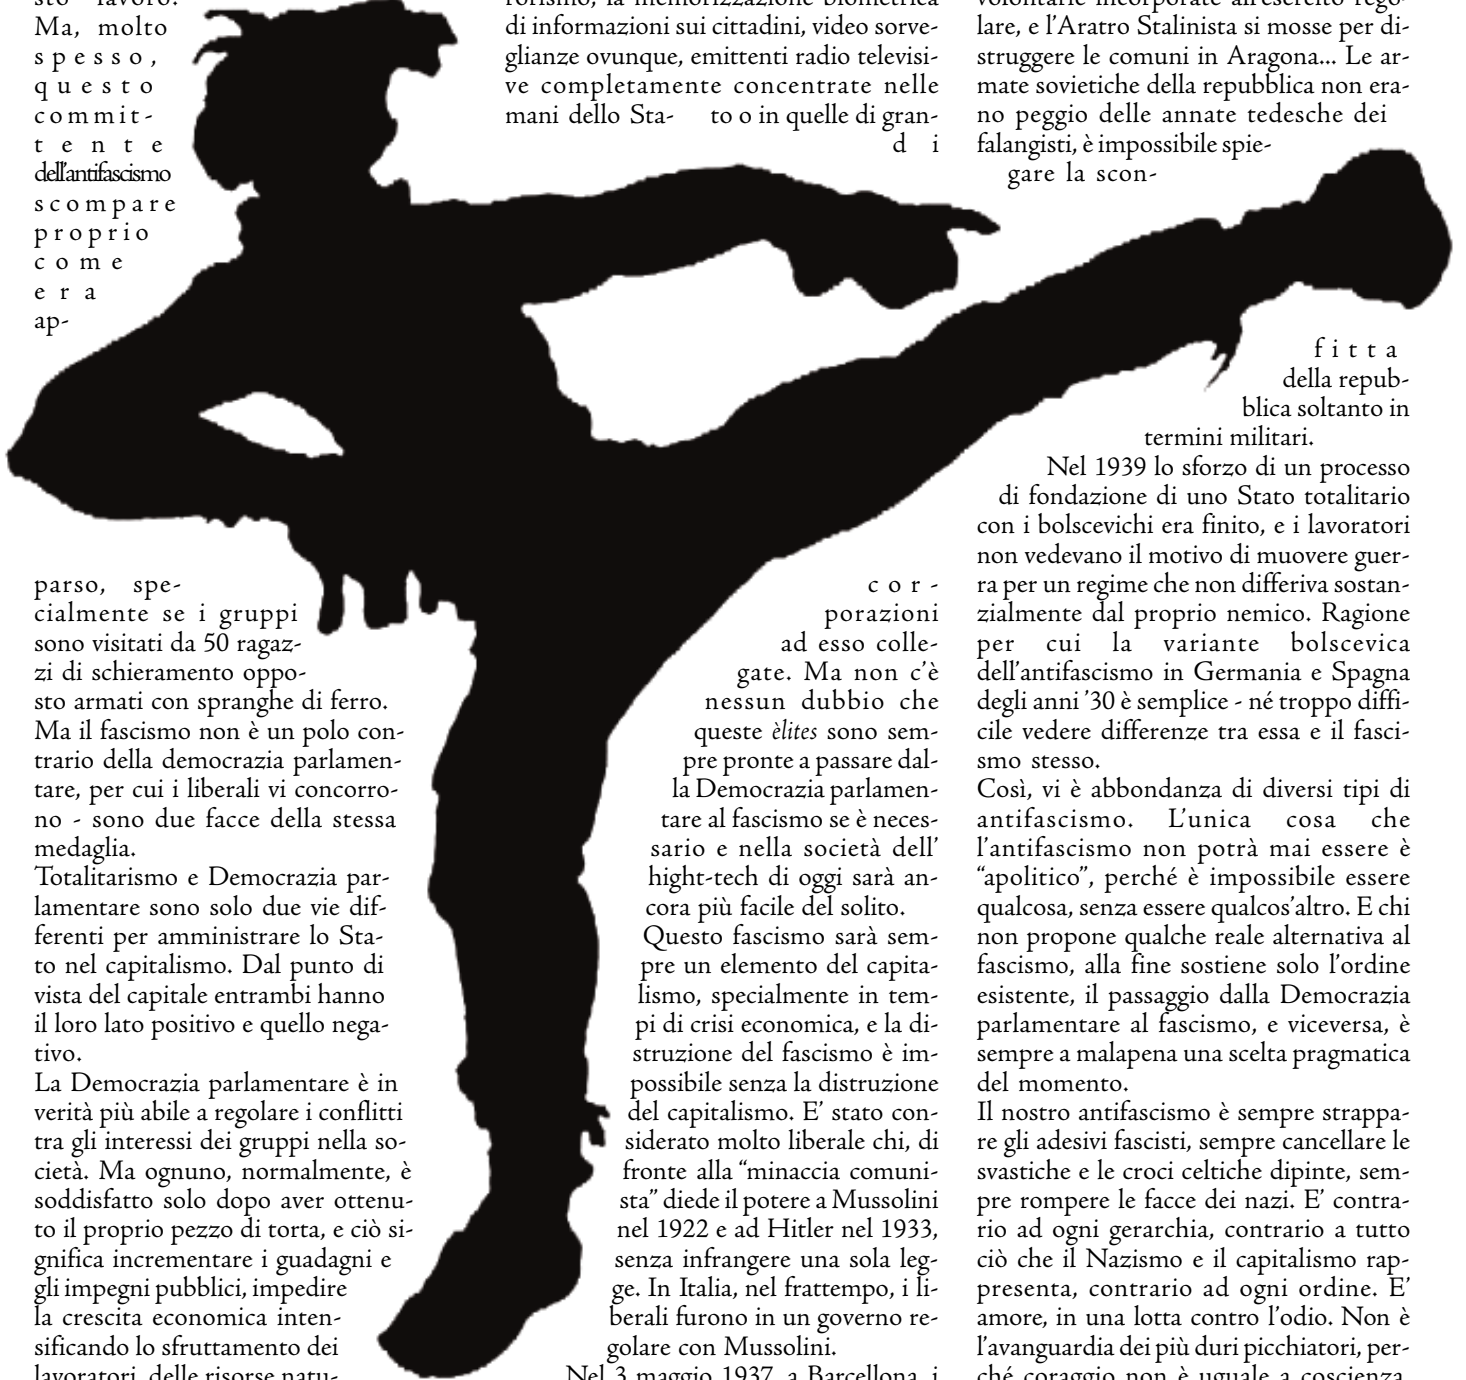 sto lavoro.
Ma, molto
spesso,
questo
commit-
tente
dell'antifascismo
scompare
proprio
come
era
ap-
parso, spe-
cialmente se i gruppi
sono visitati da 50 ragaz-
zi di schieramento oppo-
sto armati con spranghe di ferro.
Ma il fascismo non è un polo con-
trario della democrazia parlamen-
tare, per cui i liberali vi concorro-
no - sono due facce della stessa
medaglia.
Totalitarismo e Democrazia par-
lamentare sono solo due vie dif-
ferenti per amministrare lo Sta-
to nel capitalismo. Dal punto di
vista del capitale entrambi hanno
il loro lato positivo e quello nega-
tivo.
La Democrazia parlamentare è in
verità più abile a regolare i conflitti
tra gli interessi dei gruppi nella so-
cietà. Ma ognuno, normalmente, è
soddisfatto solo dopo aver ottenu-
to il proprio pezzo di torta, e ciò si-
gnifica incrementare i guadagni e
gli impegni pubblici, impedire
la crescita economica inten-
sificando lo sfruttamento dei
lavoratori, delle risorse natu-
rorismo, la memorizzazione biometrica
di informazioni sui cittadini, video sorve-
glianze ovunque, emittenti radio televisi-
ve completamente concentrate nelle
mani dello Sta- to o in quelle di gran-
di
cor-
porazioni
ad esso colle-
gate. Ma non c'è
nessun dubbio che
queste èlites sono sem-
pre pronte a passare dal-
la Democrazia parlamen-
tare al fascismo se è neces-
sario e nella società dell'
hight-tech di oggi sarà an-
cora più facile del solito.
Questo fascismo sarà sem-
pre un elemento del capita-
lismo, specialmente in tem-
pi di crisi economica, e la di-
struzione del fascismo è im-
possibile senza la distruzione
del capitalismo. E' stato con-
siderato molto liberale chi, di
fronte alla “minaccia comuni-
sta” diede il potere a Mussolini
nel 1922 e ad Hitler nel 1933,
senza infrangere una sola leg-
ge. In Italia, nel frattempo, i li-
berali furono in un governo re-
golare con Mussolini.
Nel 3 maggio 1937, a Barcellona, i
volontarie incorporate all'esercito rego-
lare, e l'Aratro Stalinista si mosse per di-
struggere le comuni in Aragona... Le ar-
mate sovietiche della repubblica non era-
no peggio delle annate tedesche dei
falangisti, è impossibile spie-
gare la scon-
fitta
della repub-
blica soltanto in
termini militari.
Nel 1939 lo sforzo di un processo
di fondazione di uno Stato totalitario
con i bolscevichi era finito, e i lavoratori
non vedevano il motivo di muovere guer-
ra per un regime che non differiva sostan-
zialmente dal proprio nemico. Ragione
per cui la variante bolscevica
dell'antifascismo in Germania e Spagna
degli anni '30 è semplice - né troppo diffi-
cile vedere differenze tra essa e il fasci-
smo stesso.
Così, vi è abbondanza di diversi tipi di
antifascismo. L'unica cosa che
l'antifascismo non potrà mai essere è
“apolitico”, perché è impossibile essere
qualcosa, senza essere qualcos'altro. E chi
non propone qualche reale alternativa al
fascismo, alla fine sostiene solo l'ordine
esistente, il passaggio dalla Democrazia
parlamentare al fascismo, e viceversa, è
sempre a malapena una scelta pragmatica
del momento.
Il nostro antifascismo è sempre strappa-
re gli adesivi fascisti, sempre cancellare le
svastiche e le croci celtiche dipinte, sem-
pre rompere le facce dei nazi. E' contra-
rio ad ogni gerarchia, contrario a tutto
ciò che il Nazismo e il capitalismo rap-
presenta, contrario ad ogni ordine. E'
amore, in una lotta contro l'odio. Non è
l'avanguardia dei più duri picchiatori, per-
ché coraggio non è uguale a coscienza.